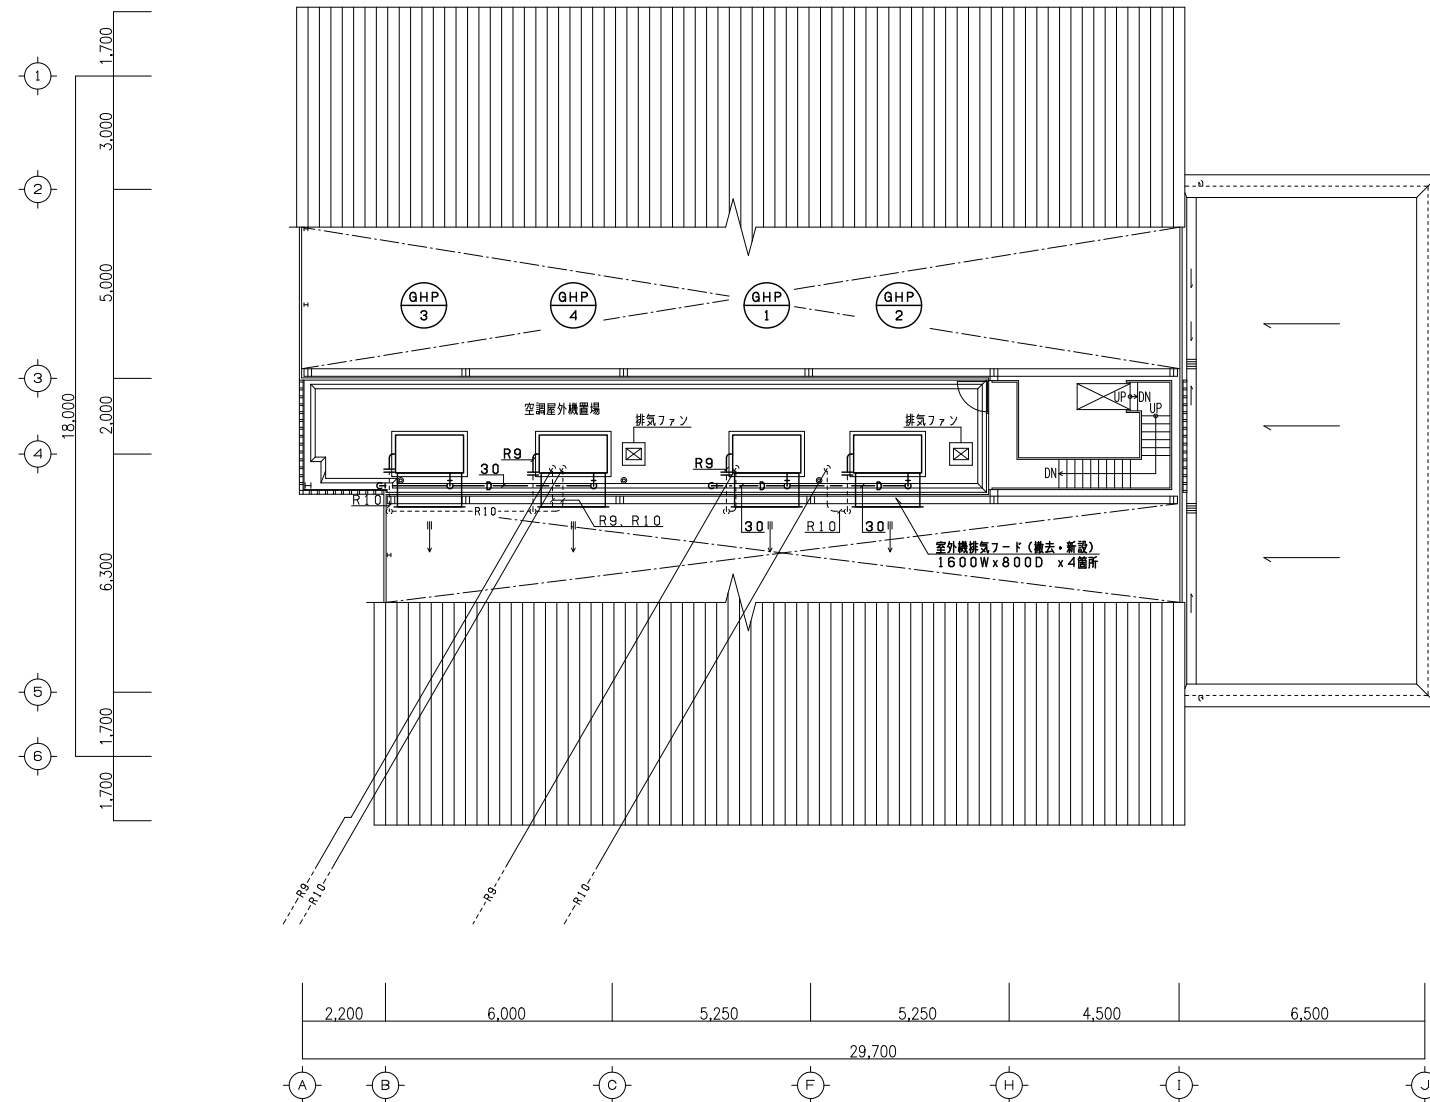 1,700
1
3,000
2
5,000
GHP
3
GHP
4
GHP
1
GHP
2
3
18,000
2,000
空調屋外機置場
排気ファン
排気ファン
UP
DN
UP
4
R9
30
R9
DN
D
D
D
R10
R10
R9、R10
30
R10
30
室外機排気フード（撤去・新設）
1600Wx800D x4箇所
6,300
5
1,700
6
1,700
R9
R10
R9
R10
2,200
6,000
5,250
5,250
4,500
6,500
29,700
A
B
C
F
H
I
J